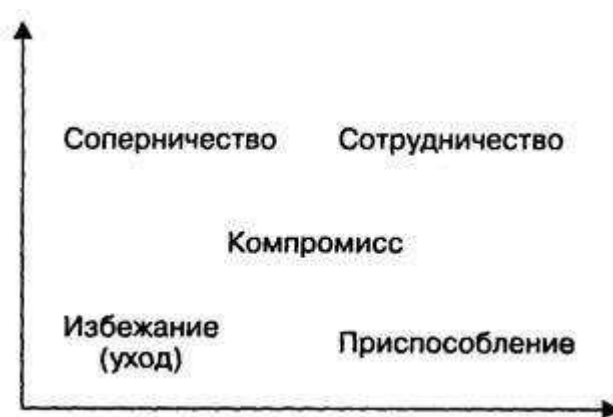 Соперничество Сотрудничество
Компромисс
Избежание
(уход)
Приспособление